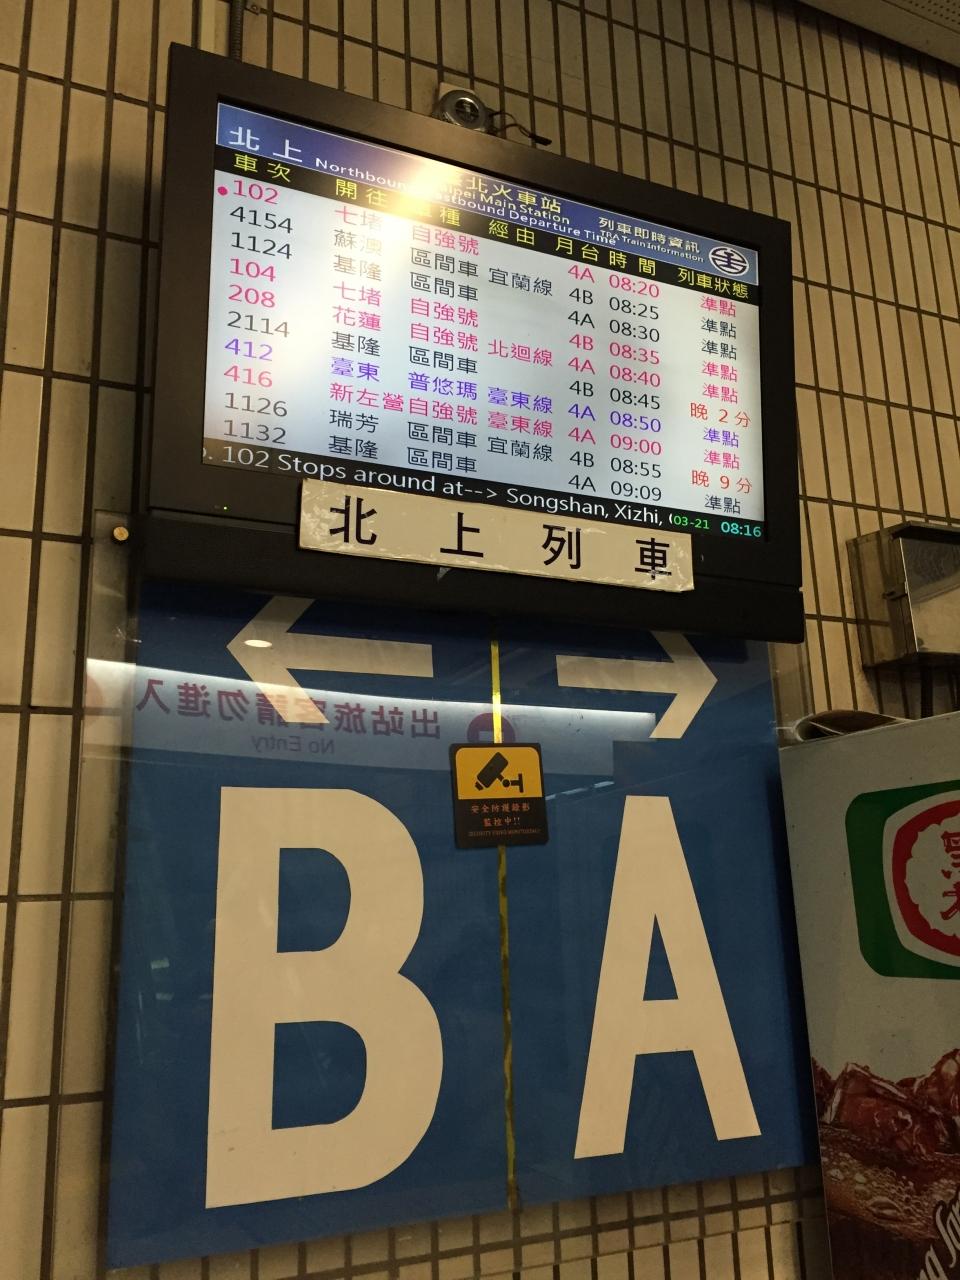 北上 北火車站 列車即時資訊
Main Station TRA Train Information
Departure Time
車次 開往 車種 經由 月台 時間 列車狀態
102 七堵 自強號 4A 08:20 準點
4154 蘇澳 區間車 宜蘭線 4B 08:25 準點
1124 基隆 區間車 4A 08:30 準點
104 七堵 自強號 4B 08:35 準點
208 花蓮 自強號 北迴線 4A 08:40 準點
2114 基隆 區間車 4B 08:45 晚 2 分
412 臺東 普悠瑪 臺東線 4A 08:50 準點
416 新左營 自強號 臺東線 4A 09:00 準點
1126 瑞芳 區間車 宜蘭線 4B 08:55 晚 9 分
1132 基隆 區間車 4A 09:09 準點
102 Stops around at--> Songshan, Xizhi, 03-21 08:16
北上列車
出站旅客請勿進入
No Entry
安全防護錄影
監控中!!
B A